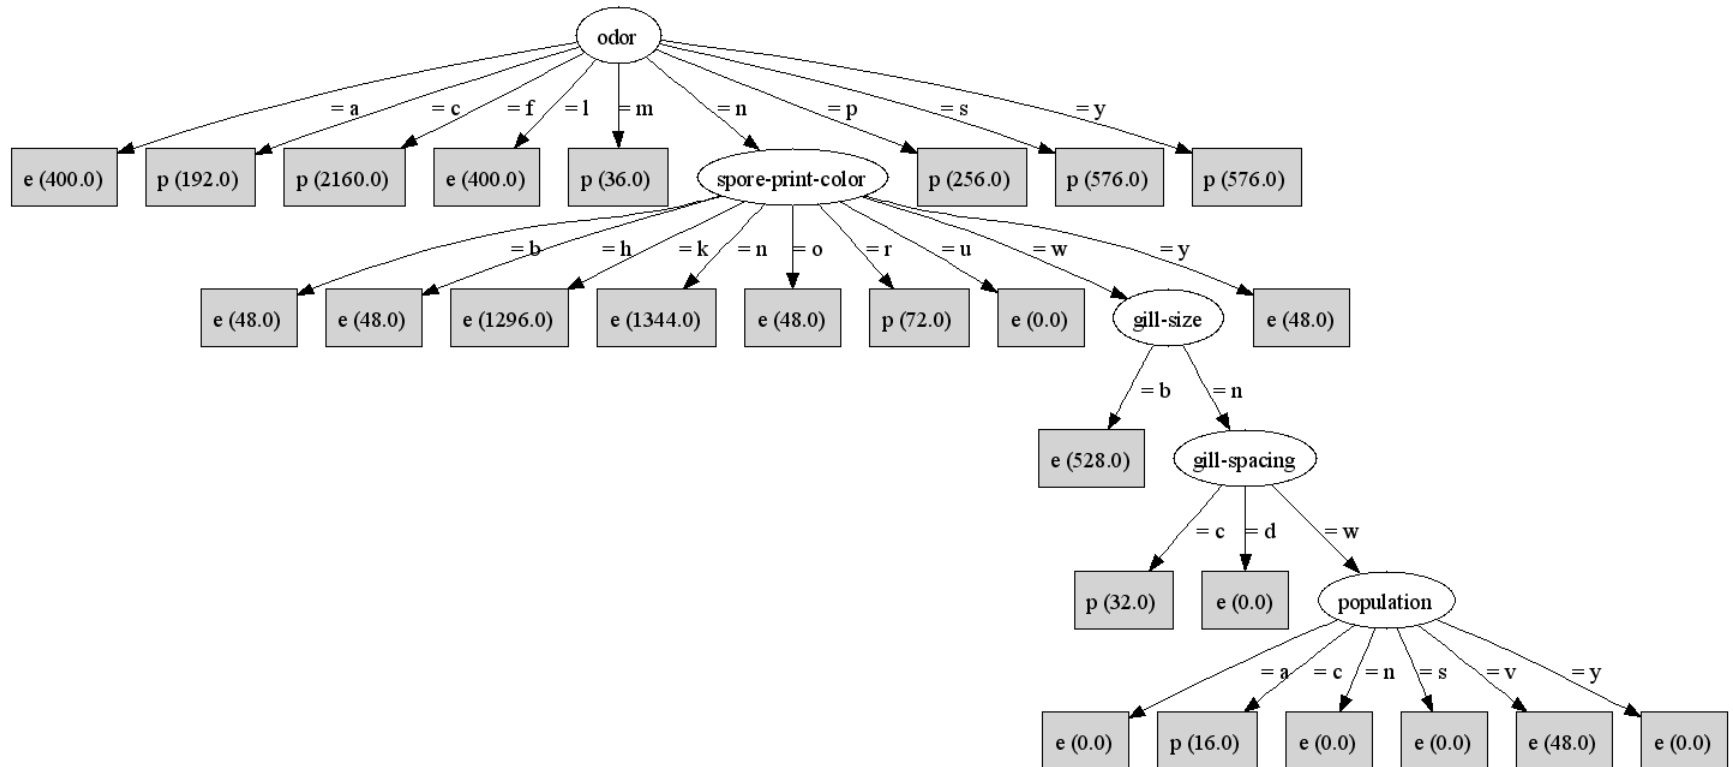 odor
= a = c = f = l = m = n = p = s = y
e (400.0) p (192.0) p (2160.0) e (400.0) p (36.0) spore-print-color p (256.0) p (576.0) p (576.0)
= b = h = k = n = o = r = u = w = y
e (48.0) e (48.0) e (1296.0) e (1344.0) e (48.0) p (72.0) e (0.0) gill-size e (48.0)
= b = n
e (528.0) gill-spacing
= c = d = w
p (32.0) e (0.0) population
= a = c = n = s = v = y
e (0.0) p (16.0) e (0.0) e (0.0) e (48.0) e (0.0)